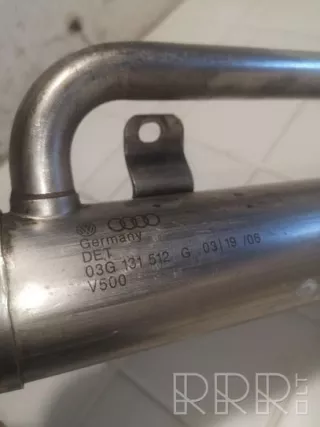 Germany
DET
03G 131 512 G 03|19/06
V500
RRR.LT